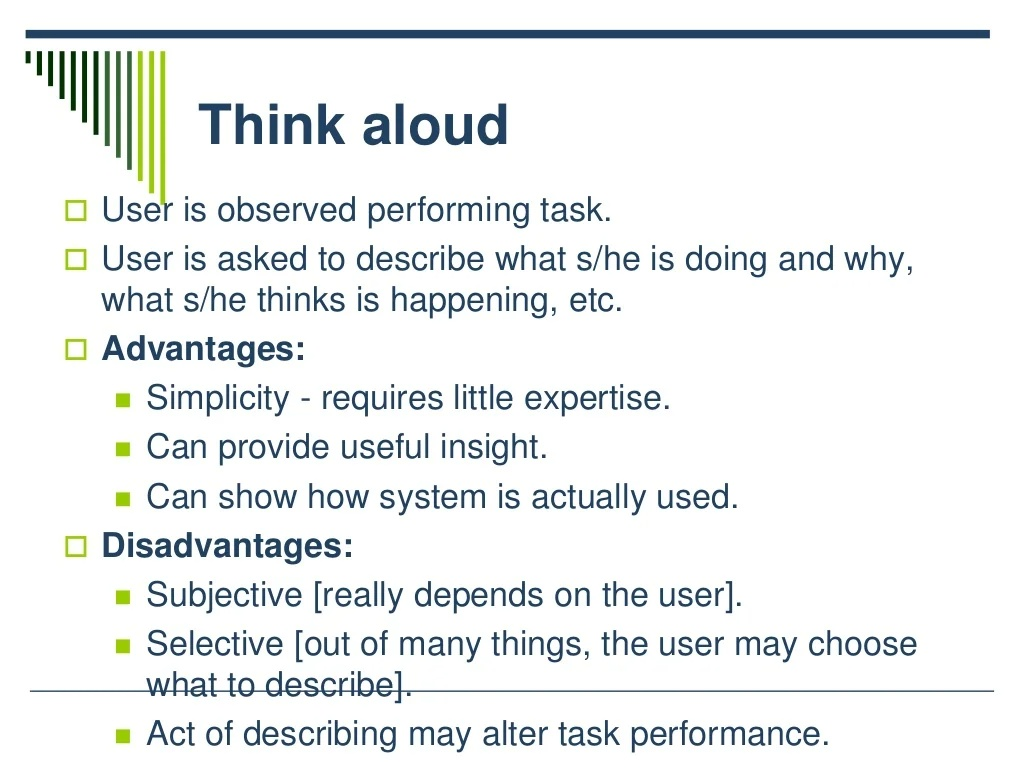 Think aloud
User is observed performing task.
User is asked to describe what s/he is doing and why,
what s/he thinks is happening, etc.
Advantages:
Simplicity - requires little expertise.
Can provide useful insight.
Can show how system is actually used.
Disadvantages:
Subjective [really depends on the user].
Selective [out of many things, the user may choose
what to describe].
Act of describing may alter task performance.